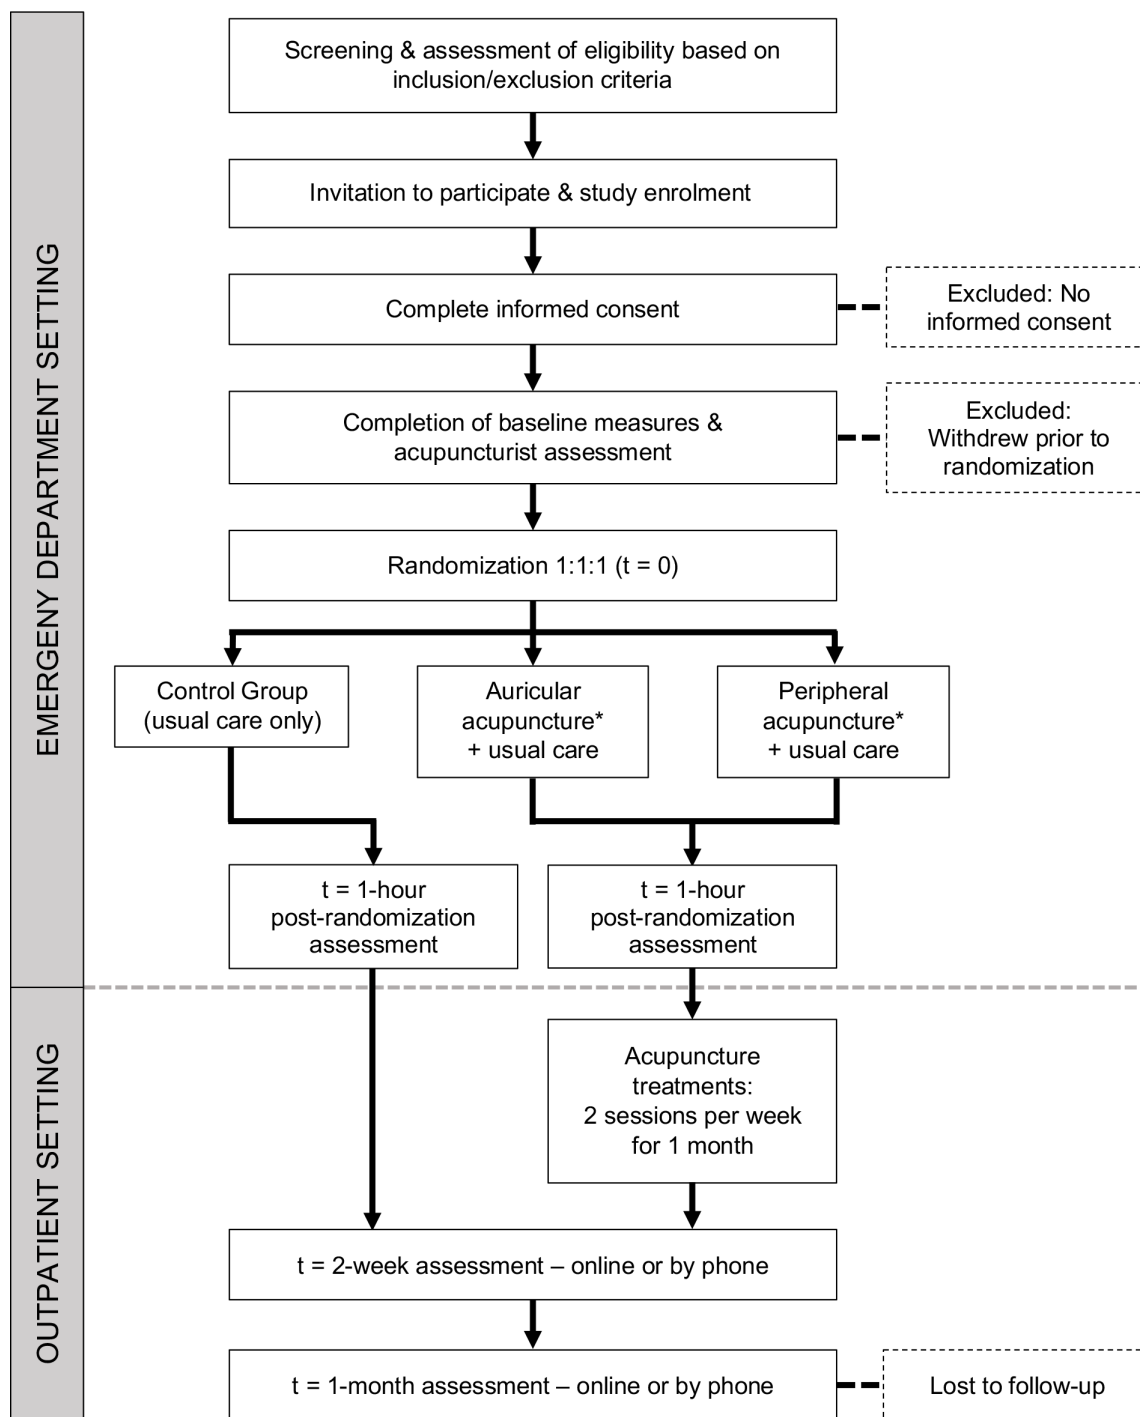 EMERGENY DEPARTMENT SETTING
Screening & assessment of eligibility based on
inclusion/exclusion criteria
Invitation to participate & study enrolment
Complete informed consent
Excluded: No
informed consent
Completion of baseline measures &
acupuncturist assessment
Excluded:
Withdrew prior to
randomization
Randomization 1:1:1 (t = 0)
Control Group
(usual care only)
Auricular
acupuncture*
+ usual care
Peripheral
acupuncture*
+ usual care
t = 1-hour
post-randomization
assessment
t = 1-hour
post-randomization
assessment
OUTPATIENT SETTING
Acupuncture
treatments:
2 sessions per week
for 1 month
t = 2-week assessment – online or by phone
t = 1-month assessment – online or by phone
Lost to follow-up